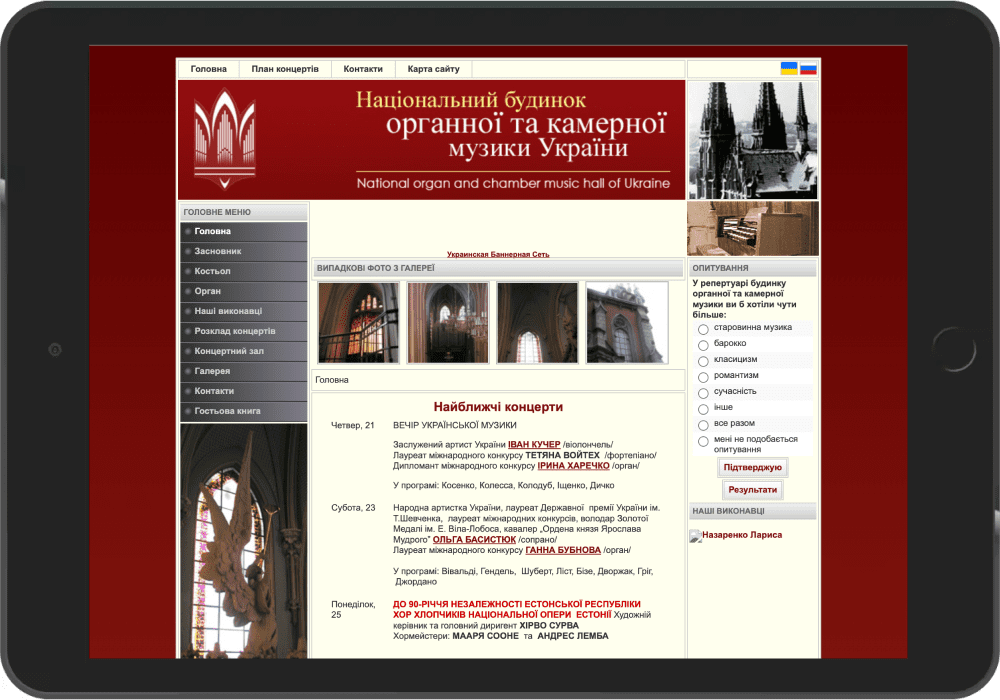 Головна План концертів Контакти Карта сайту
Національний будинок
органної та камерної
музики України
National organ and chamber music hall of Ukraine
ГОЛОВНЕ МЕНЮ
Головна
Засновник
Костьол
Орган
Наші виконавці
Розклад концертів
Концертний зал
Галерея
Контакти
Гостьова книга
Украинская Баннерная Сеть
ВИПАДКОВІ ФОТО З ГАЛЕРЕЇ
Головна
Найближчі концерти
Четвер, 21 ВЕЧІР УКРАЇНСЬКОЇ МУЗИКИ
Заслужений артист України ІВАН КУЧЕР /віолончель/
Лауреат міжнародного конкурсу ТЕТЯНА ВОЙТЕХ /фортепіано/
Дипломант міжнародного конкурсу ІРИНА ХАРЕЧКО /орган/
У програмі: Косенко, Колесса, Колодуб, Іщенко, Дичко
Субота, 23 Народна артистка України, лауреат Державної премії України ім.
Т.Шевченка, лауреат міжнародних конкурсів, володар Золотої
Медалі ім. Е. Віла-Лобоса, кавалер „Ордена князя Ярослава
Мудрого” ОЛЬГА БАСИСТЮК /сопрано/
Лауреат міжнародного конкурсу ГАННА БУБНОВА /орган/
У програмі: Вівальді, Гендель, Шуберт, Ліст, Бізе, Дворжак, Гріг,
Джордано
Понеділок, ДО 90-РІЧЧЯ НЕЗАЛЕЖНОСТІ ЕСТОНСЬКОЇ РЕСПУБЛІКИ
25 ХОР ХЛОПЧИКІВ НАЦІОНАЛЬНОЇ ОПЕРИ ЕСТОНІЇ Художній
керівник та головний диригент ХІРВО СУРВА
Хормейстери: МААРЯ СООНЕ та АНДРЕС ЛЕМБА
ОПИТУВАННЯ
У репертуарі будинку
органної та камерної
музики ви б хотіли чути
більше:
старовинна музика
барокко
класицизм
романтизм
сучасність
інше
все разом
мені не подобається
опитування
Підтверджую
Результати
НАШІ ВИКОНАВЦІ
Назаренко Лариса